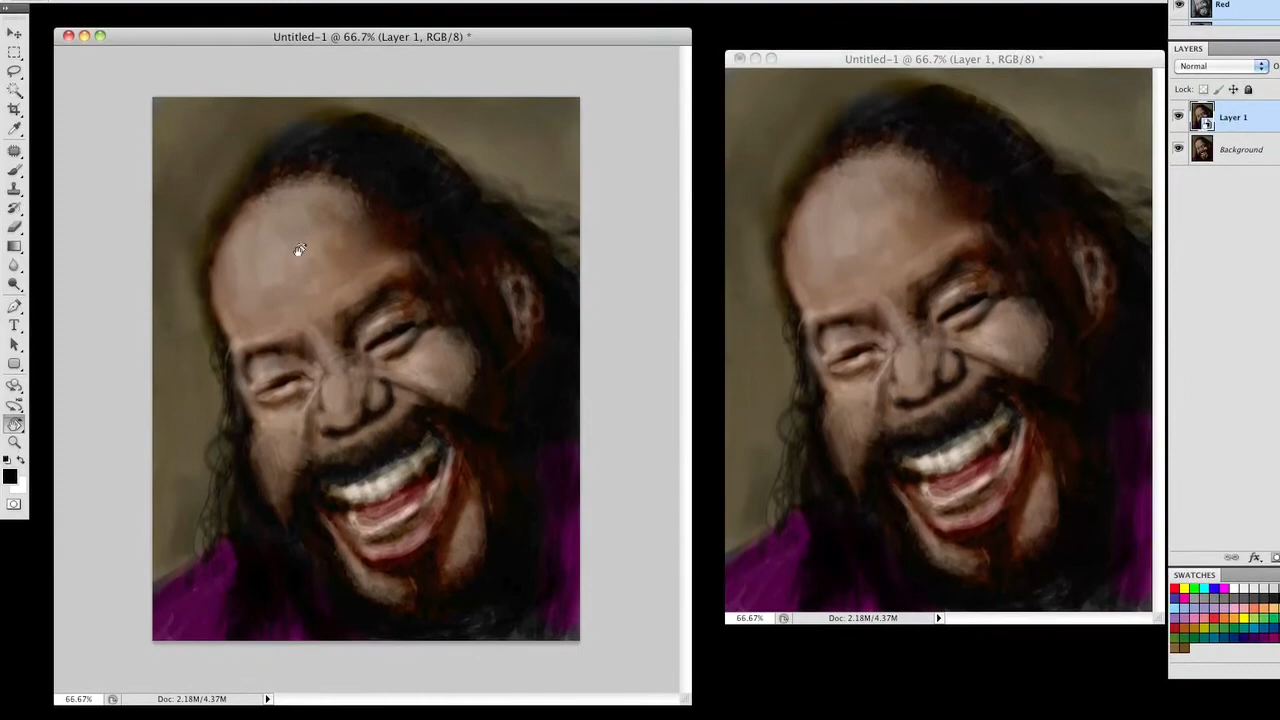 Red
LAYERS
Normal
Lock:
Layer 1
Background
SWATCHES
Untitled-1 @ 66.7% (Layer 1, RGB/8) *
66.67%
Doc: 2.18M/4.37M
Untitled-1 @ 66.7% (Layer 1, RGB/8) *
66.67%
Doc: 2.18M/4.37M